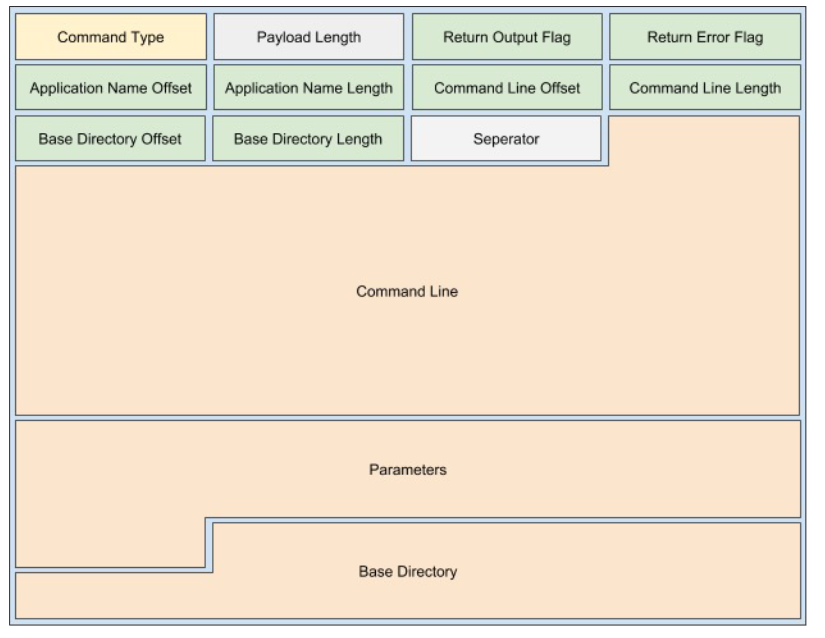 Command Type
Payload Length
Return Output Flag
Return Error Flag
Application Name Offset
Application Name Length
Command Line Offset
Command Line Length
Base Directory Offset
Base Directory Length
Seperator
Command Line
Parameters
Base Directory